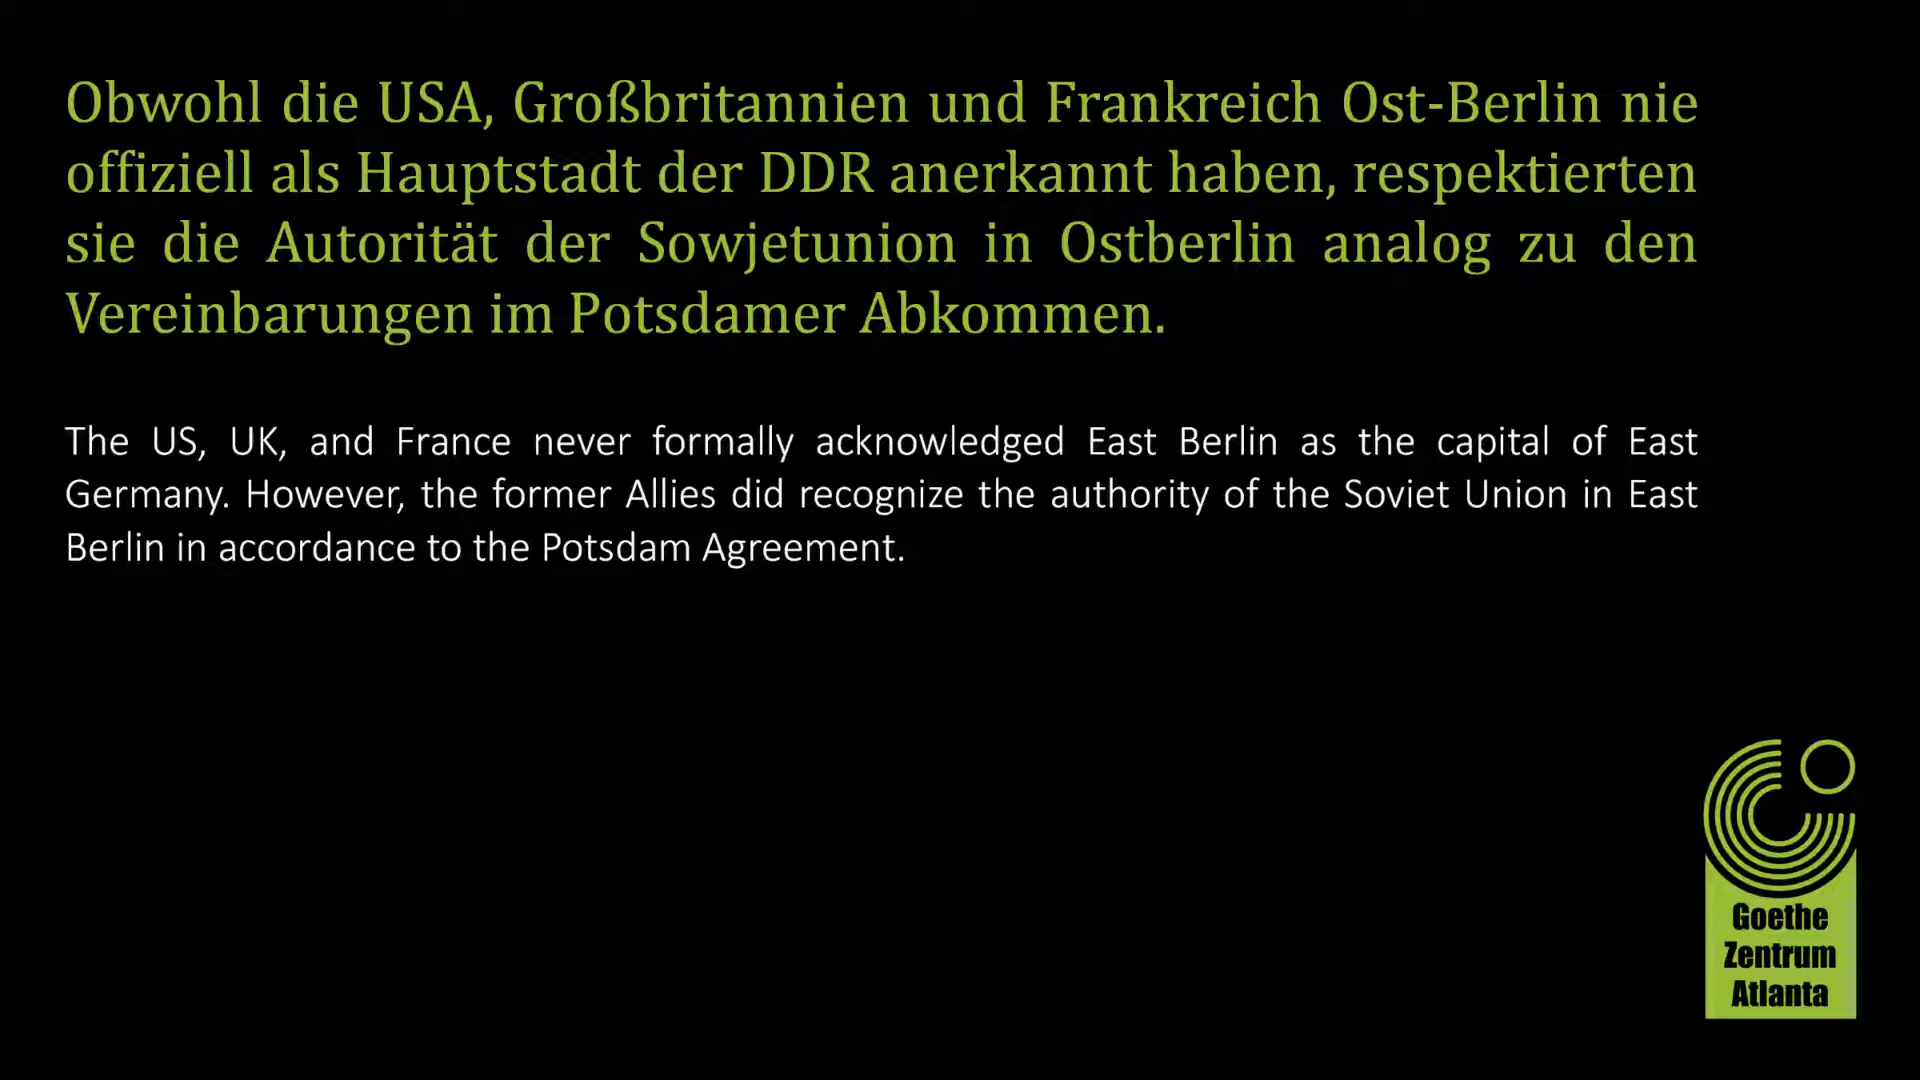 Obwohl die USA, Großbritannien und Frankreich Ost-Berlin nie
offiziell als Hauptstadt der DDR anerkannt haben, respektierten
sie die Autorität der Sowjetunion in Ostberlin analog zu den
Vereinbarungen im Potsdamer Abkommen.
The US, UK, and France never formally acknowledged East Berlin as the capital of East
Germany. However, the former Allies did recognize the authority of the Soviet Union in East
Berlin in accordance to the Potsdam Agreement.
Goethe
Zentrum
Atlanta